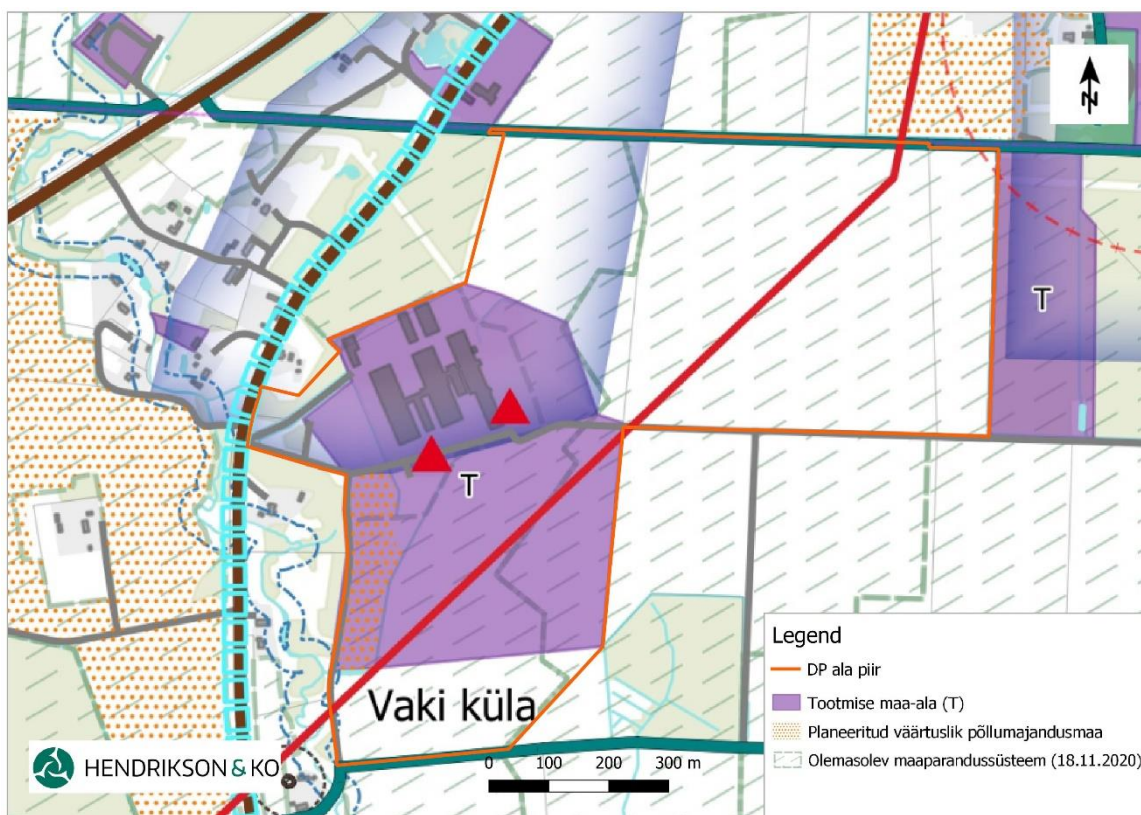 N
T
T
Vaki küla
Legend
DP ala piir
Tootmise maa-ala (T)
Planeeritud väärtuslik põllumajandusmaa
Olemasolev maaparandussüsteem (18.11.2020)
HENDRIKSON & KO
0 100 200 300 m